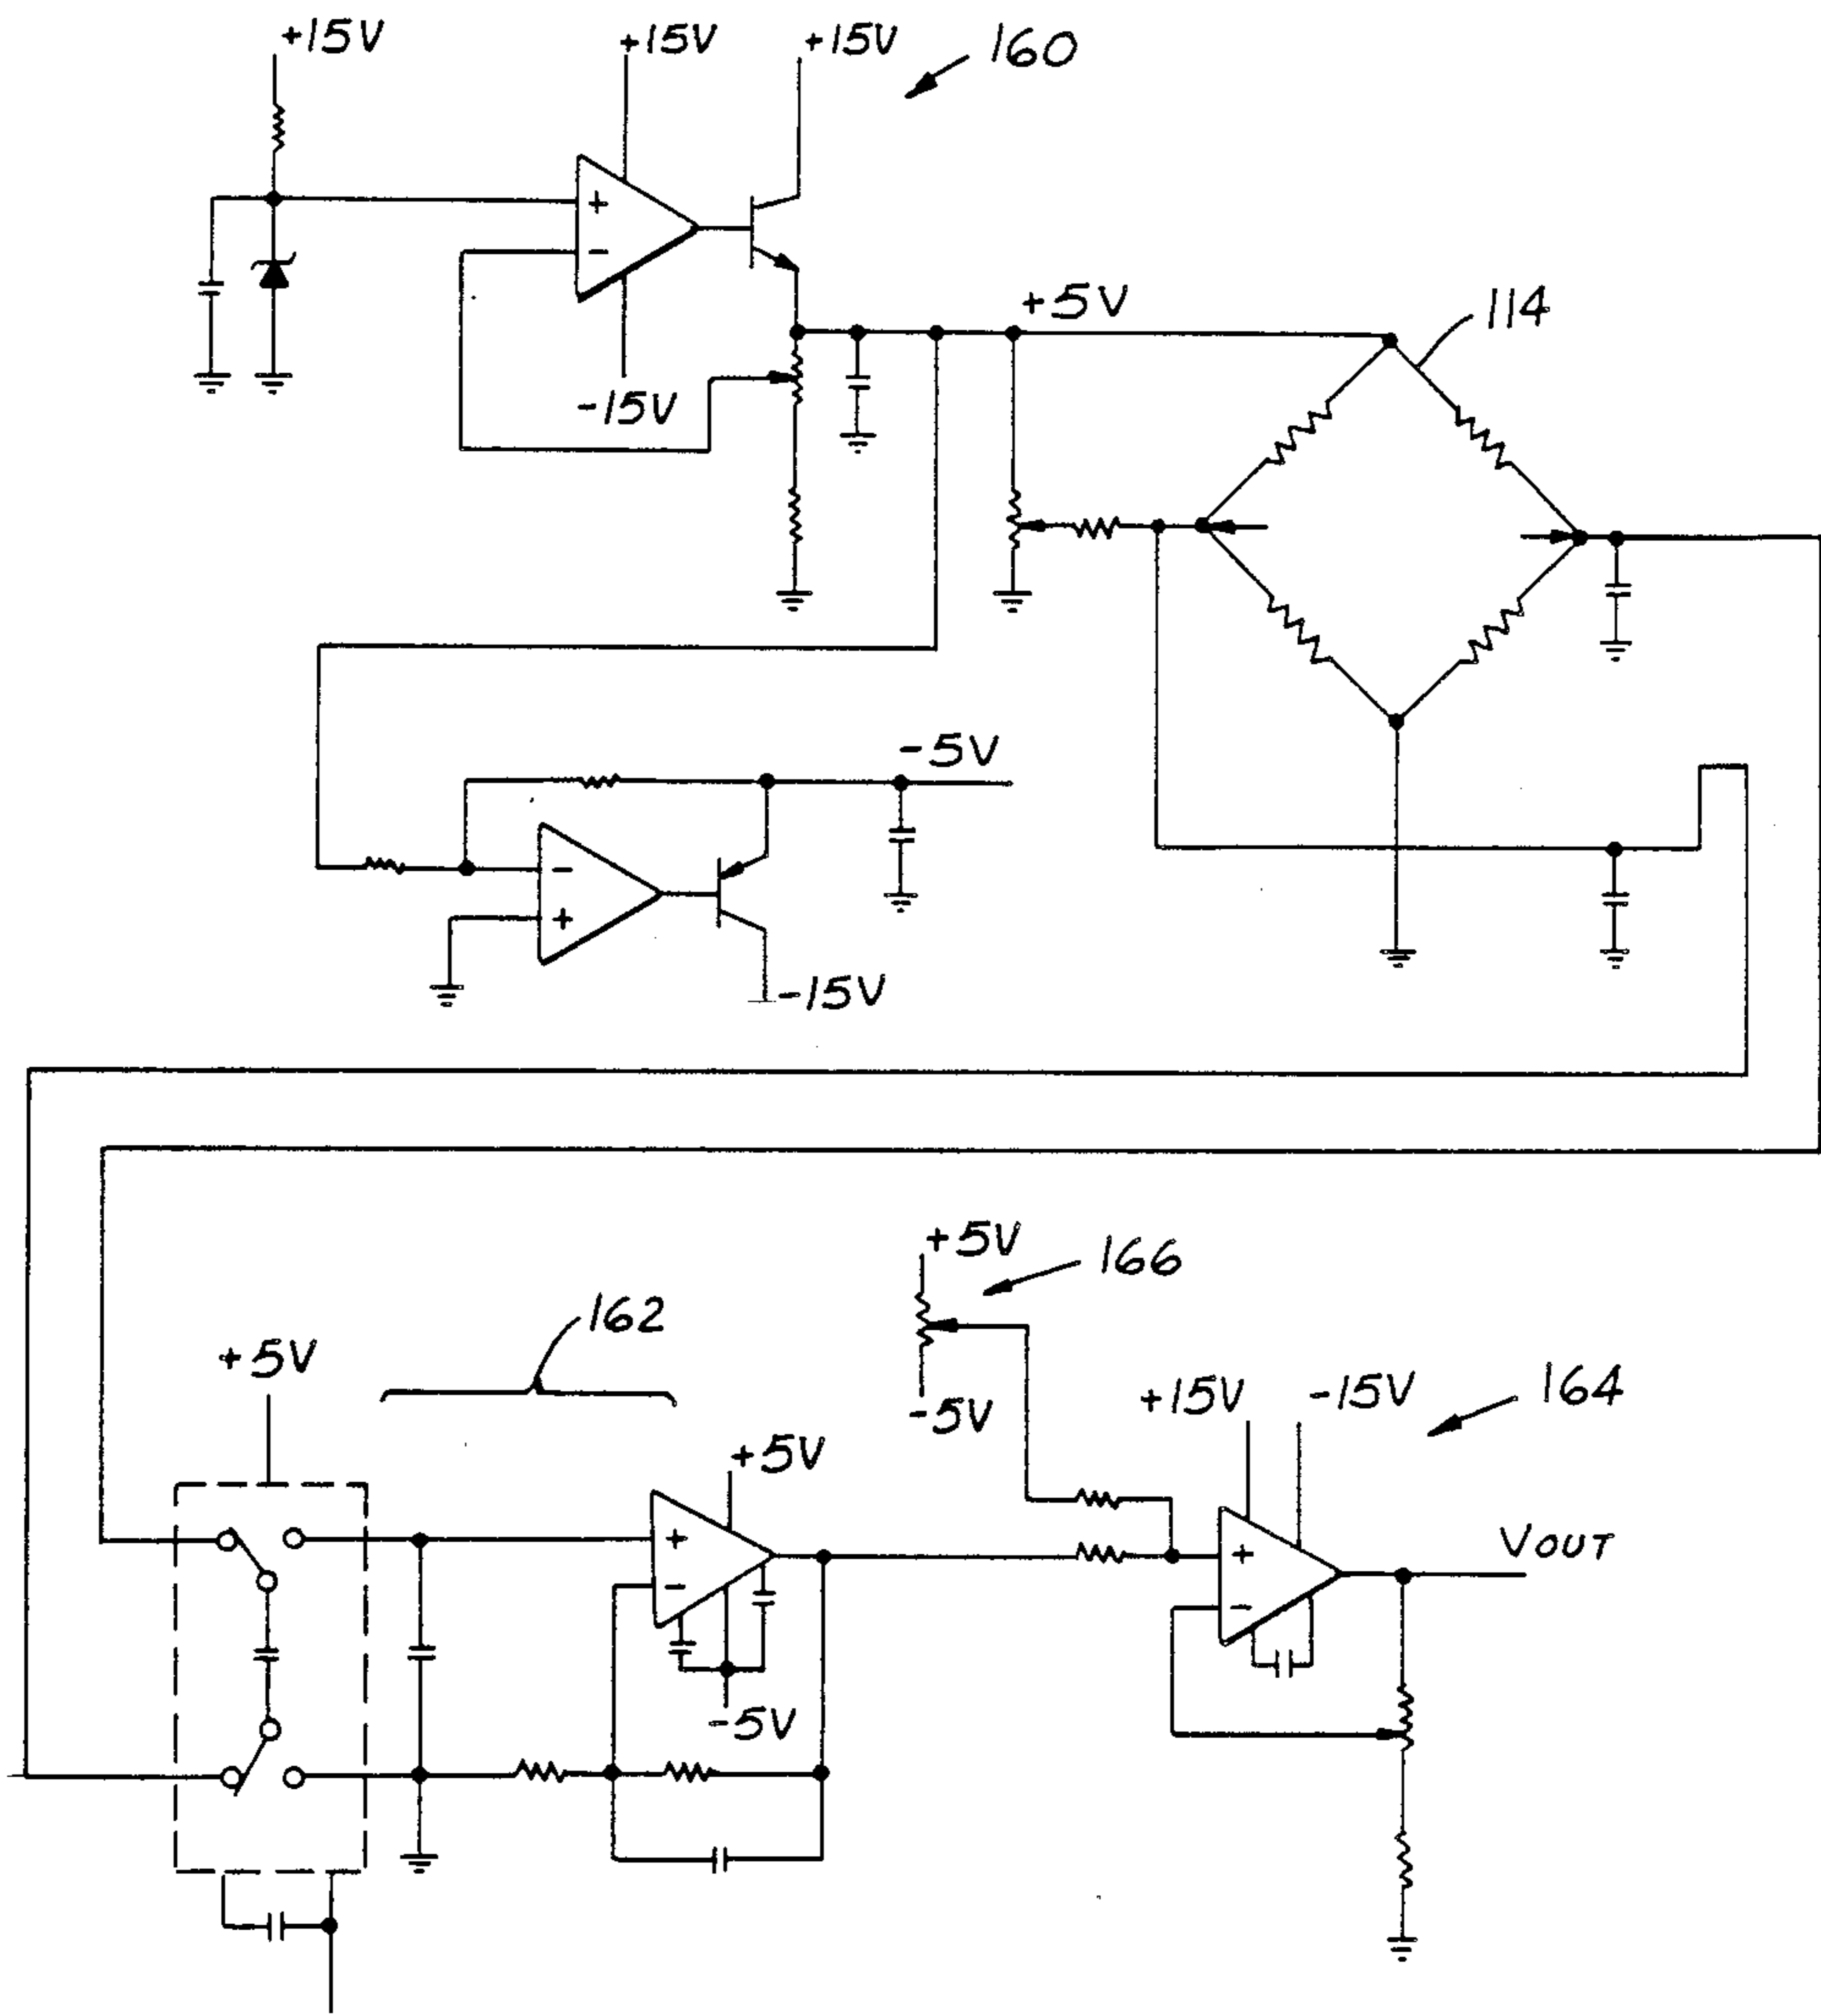 +15V
+15V
+15V
160
+
-
-15V
+5V
114
-5V
-
+
-15V
+5V
166
162
+5V
-5V
+15V
-15V
164
+5V
+
-
-5V
+
-
VOUT